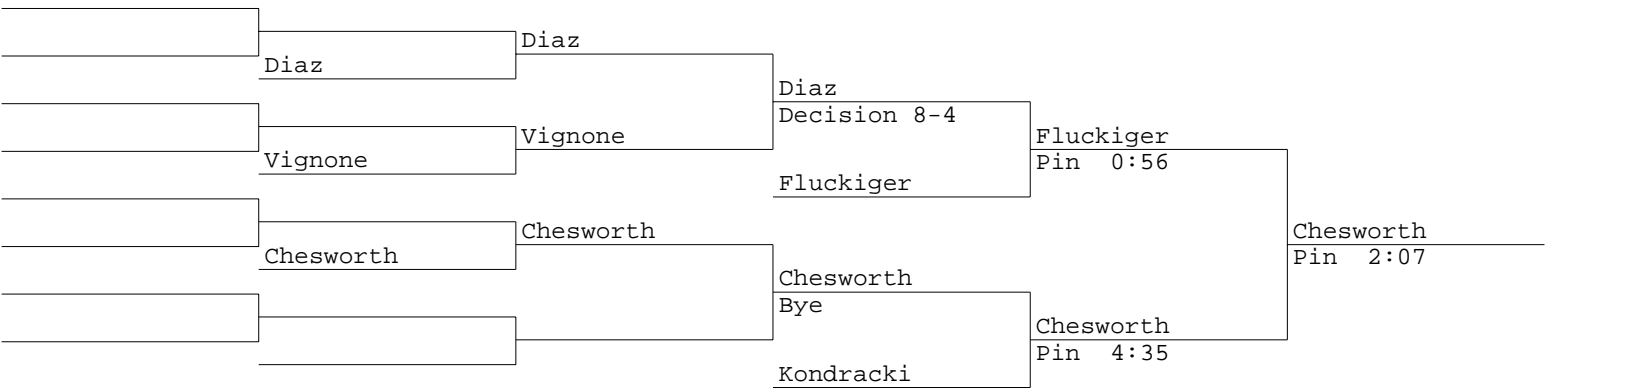 Diaz
Diaz
Diaz
Decision 8-4
Vignone
Vignone
Fluckiger
Pin 0:56
Fluckiger
Chesworth
Chesworth
Chesworth
Pin 2:07
Chesworth
Bye
Chesworth
Pin 4:35
Kondracki